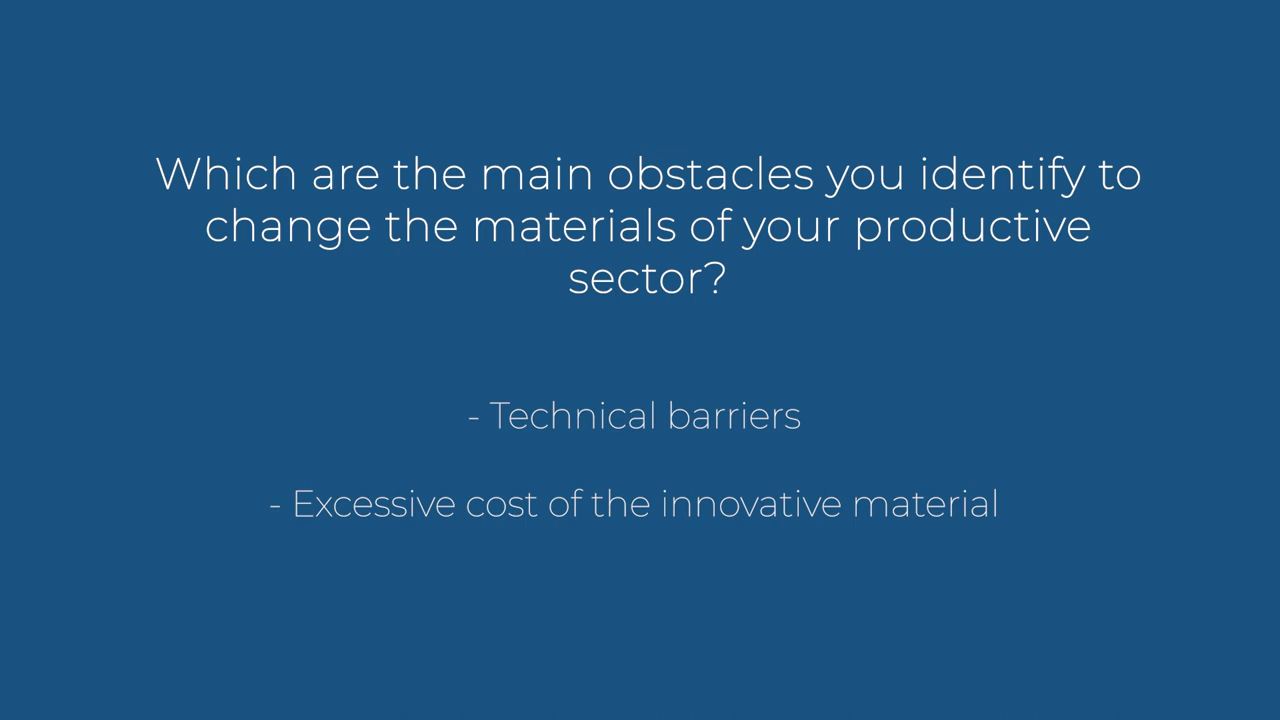 Which are the main obstacles you identify to
change the materials of your productive
sector?
- Technical barriers
- Excessive cost of the innovative material